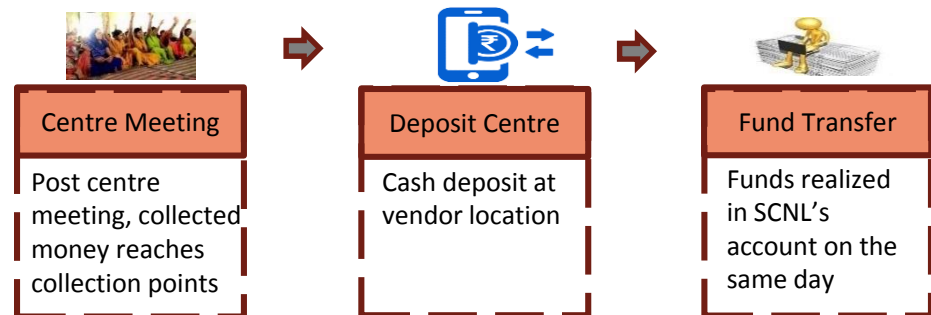 Centre Meeting
Post centre
meeting, collected
money reaches
collection points
Deposit Centre
Cash deposit at
vendor location
Fund Transfer
Funds realized
in SCNL’s
account on the
same day